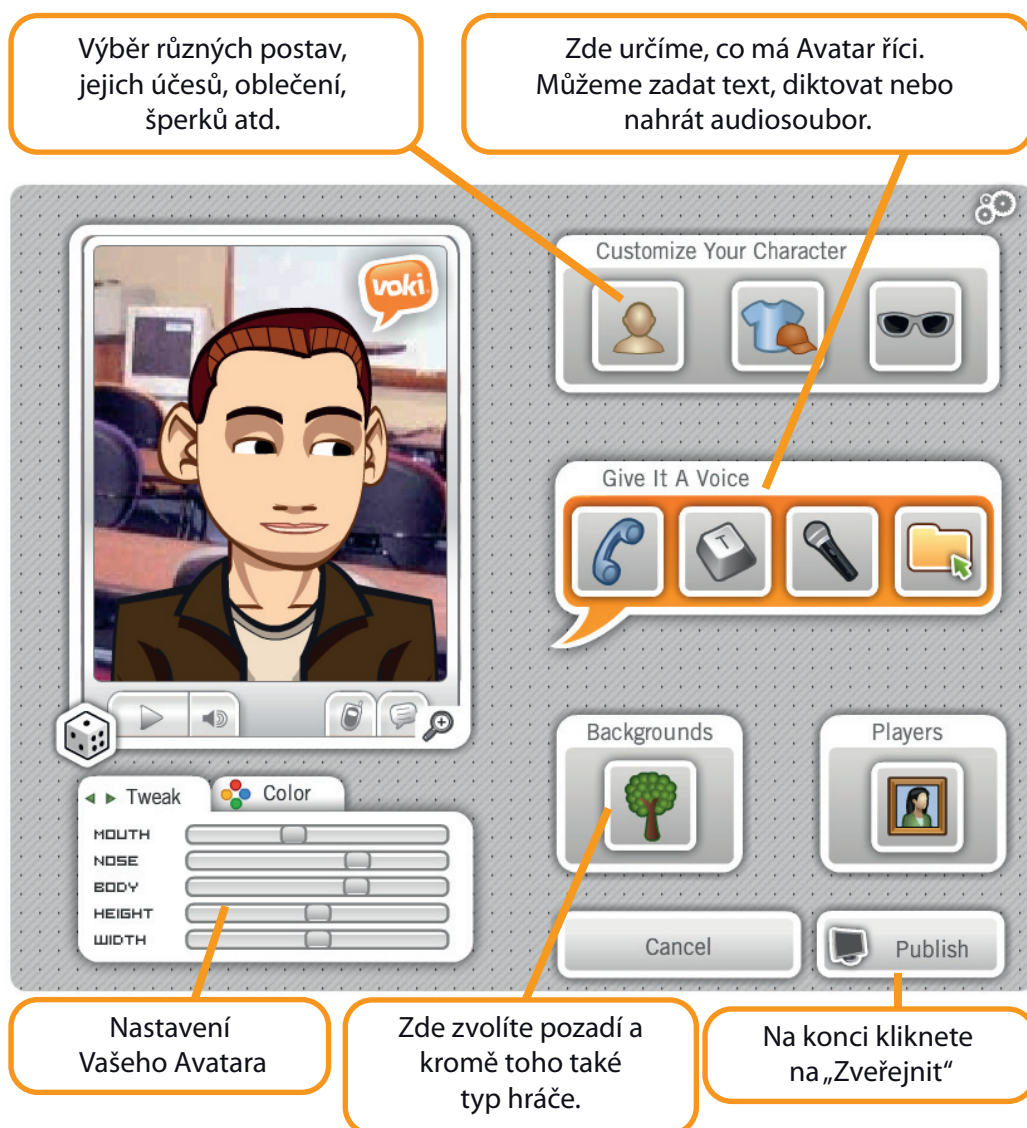 Výběr různých postav,
jejich účesů, oblečení,
šperků atd.
Zde určíme, co má Avatar říci.
Můžeme zadat text, diktovat nebo
nahrát audiosoubor.
voki
Customize Your Character
Give It A Voice
T
Backgrounds
Players
Tweak
Color
MOUTH
NOSE
BODY
HEIGHT
WIDTH
Cancel
Publish
Nastavení
Vašeho Avatara
Zde zvolíte pozadí a
kromě toho také
typ hráče.
Na konci kliknete
na „Zveřejnit“